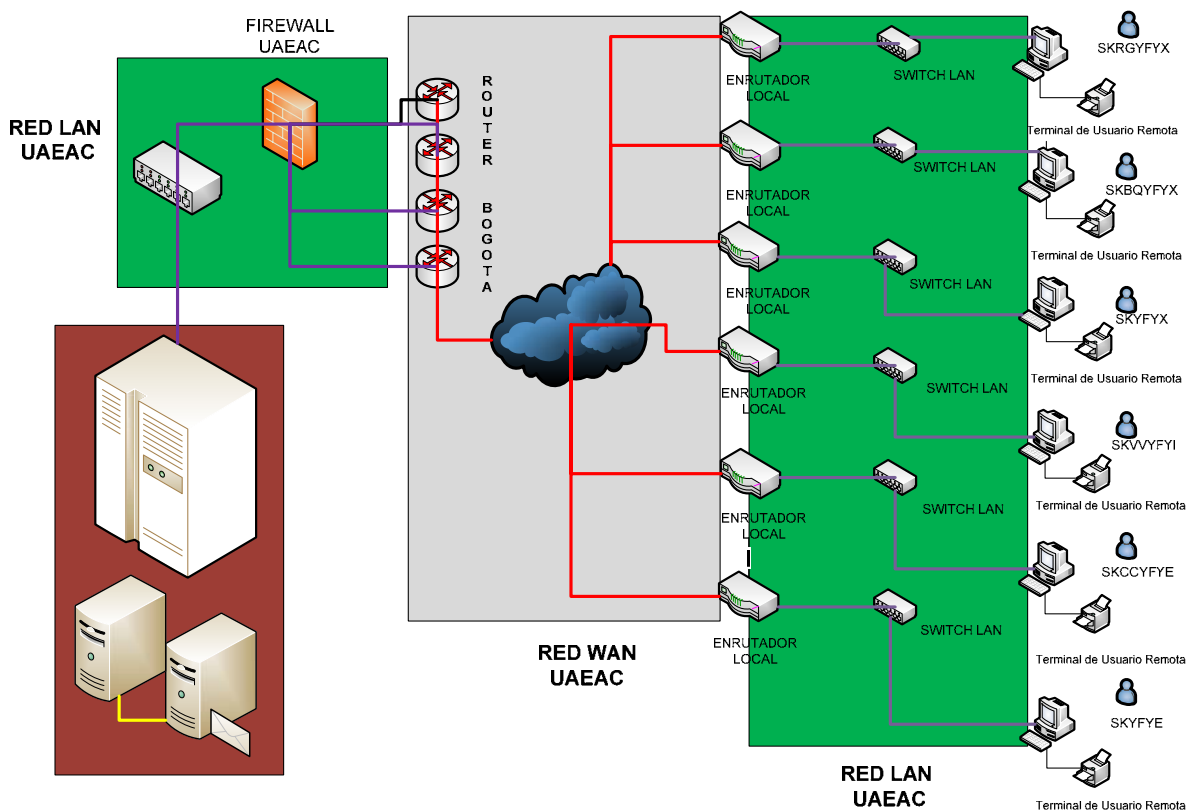 FIREWALL
UAEAC
RED LAN
UAEAC
ROUTER BOGOTA
RED WAN
UAEAC
ENRUTADOR
LOCAL
SWITCH LAN
SKRGYFYX
Terminal de Usuario Remota
ENRUTADOR
LOCAL
SWITCH LAN
SKBQYFYX
Terminal de Usuario Remota
ENRUTADOR
LOCAL
SWITCH LAN
SKYFYX
Terminal de Usuario Remota
ENRUTADOR
LOCAL
SWITCH LAN
SKVVYFYI
Terminal de Usuario Remota
ENRUTADOR
LOCAL
SWITCH LAN
SKCCYFYE
Terminal de Usuario Remota
ENRUTADOR
LOCAL
SWITCH LAN
SKYFYE
Terminal de Usuario Remota
RED LAN
UAEAC